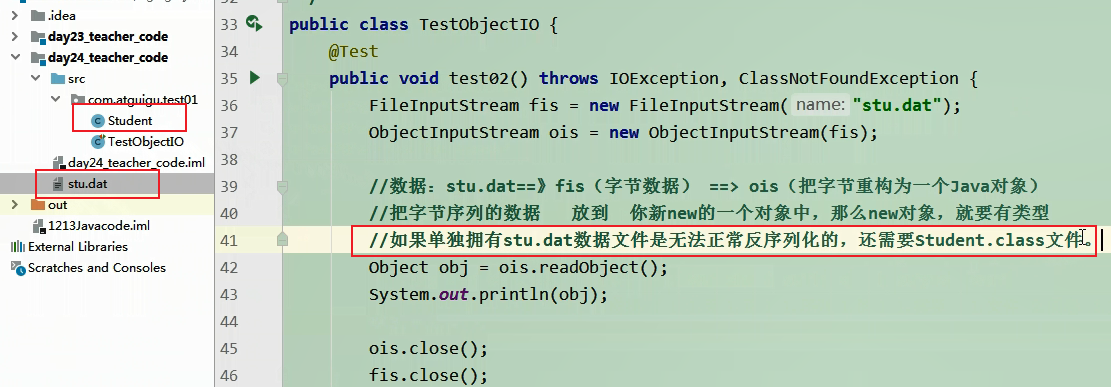 .idea
day23_teacher_code
day24_teacher_code
src
com.atguigu.test01
Student
TestObjectIO
day24_teacher_code.iml
stu.dat
out
1213Javacode.iml
External Libraries
Scratches and Consoles
33 public class TestObjectIO {
34 @Test
35 public void test02() throws IOException, ClassNotFoundException {
36 FileInputStream fis = new FileInputStream( name: "stu.dat");
37 ObjectInputStream ois = new ObjectInputStream(fis);
38
39 //数据：stu.dat==》fis（字节数据） ==> ois（把字节重构为一个Java对象）
40 //把字节序列的数据 放到 你新new的一个对象中，那么new对象，就要有类型
41 //如果单独拥有stu.dat数据文件是无法正常反序列化的，还需要Student.class文件。
42 Object obj = ois.readObject();
43 System.out.println(obj);
44
45 ois.close();
46 fis.close();